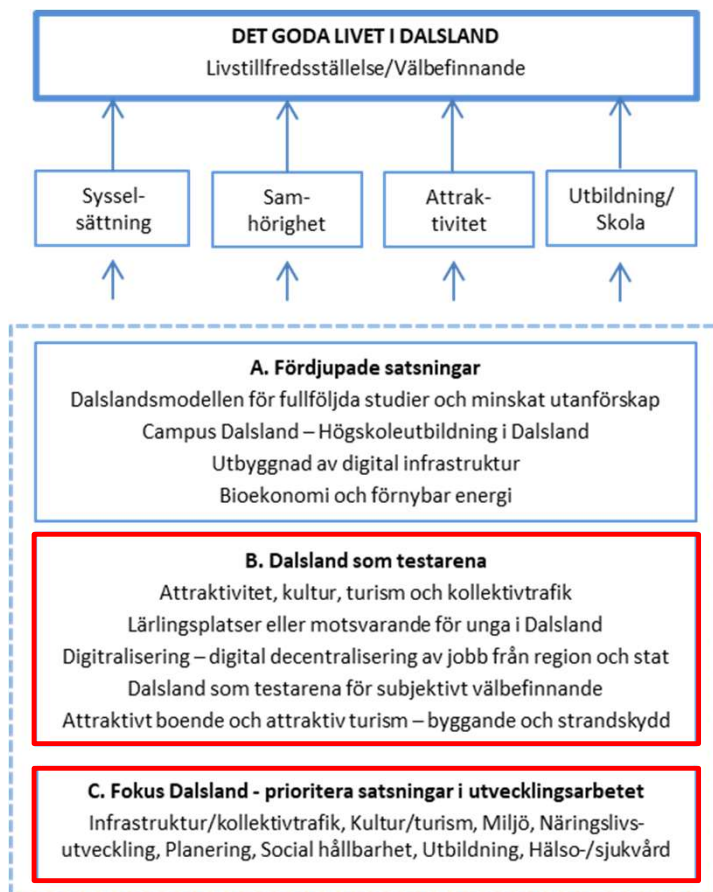 DET GODA LIVET I DALSLAND
Livstillfredsställelse/Välbefinnande
Syssel-
sättning
Sam-
hörighet
Attrak-
tivitet
Utbildning/
Skola
A. Fördjupade satsningar
Dalslandsmodellen för fullföljda studier och minskat utanförskap
Campus Dalsland – Högskoleutbildning i Dalsland
Utbyggnad av digital infrastruktur
Bioekonomi och förnybar energi
B. Dalsland som testarena
Attraktivitet, kultur, turism och kollektivtrafik
Lärlingsplatser eller motsvarande för unga i Dalsland
Digitralisering – digital decentralisering av jobb från region och stat
Dalsland som testarena för subjektivt välbefinnande
Attraktivt boende och attraktiv turism – byggande och strandskydd
C. Fokus Dalsland - prioritera satsningar i utvecklingsarbetet
Infrastruktur/kollektivtrafik, Kultur/turism, Miljö, Näringslivs-
utveckling, Planering, Social hållbarhet, Utbildning, Hälso-/sjukvård